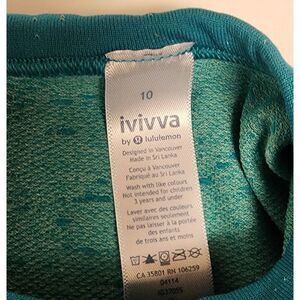 10
ivivva
by lululemon
Designed in Vancouver
Made in Sri Lanka
Conçu à Vancouver
Fabriqué au Sri Lanka
Wash with like colours
Not intended for children
3 years and under
Laver avec des couleurs
similaires seulement
Ne pas laisser à la portée
des enfants
de trois ans et moins
CA 35801 RN 106259
04114